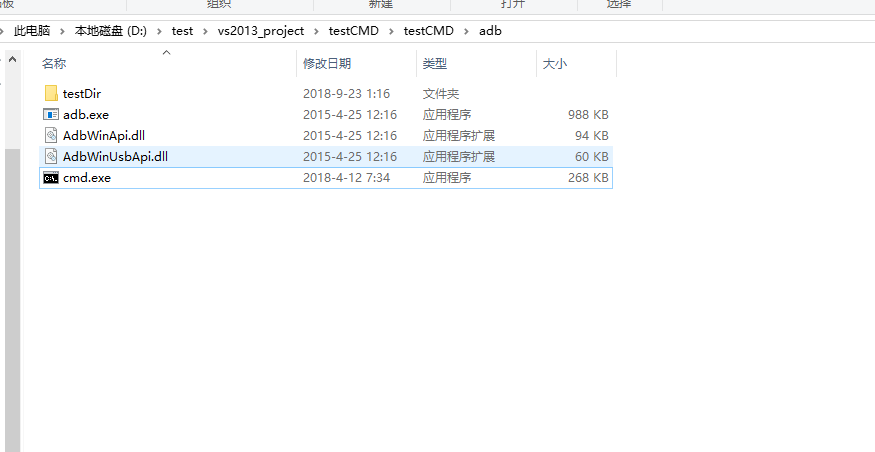 组织 新建 打开 选择
此电脑 > 本地磁盘 (D:) > test > vs2013_project > testCMD > testCMD > adb
名称 修改日期 类型 大小
testDir 2018-9-23 1:16 文件夹
adb.exe 2015-4-25 12:16 应用程序 988 KB
AdbWinApi.dll 2015-4-25 12:16 应用程序扩展 94 KB
AdbWinUsbApi.dll 2015-4-25 12:16 应用程序扩展 60 KB
cmd.exe 2018-4-12 7:34 应用程序 268 KB